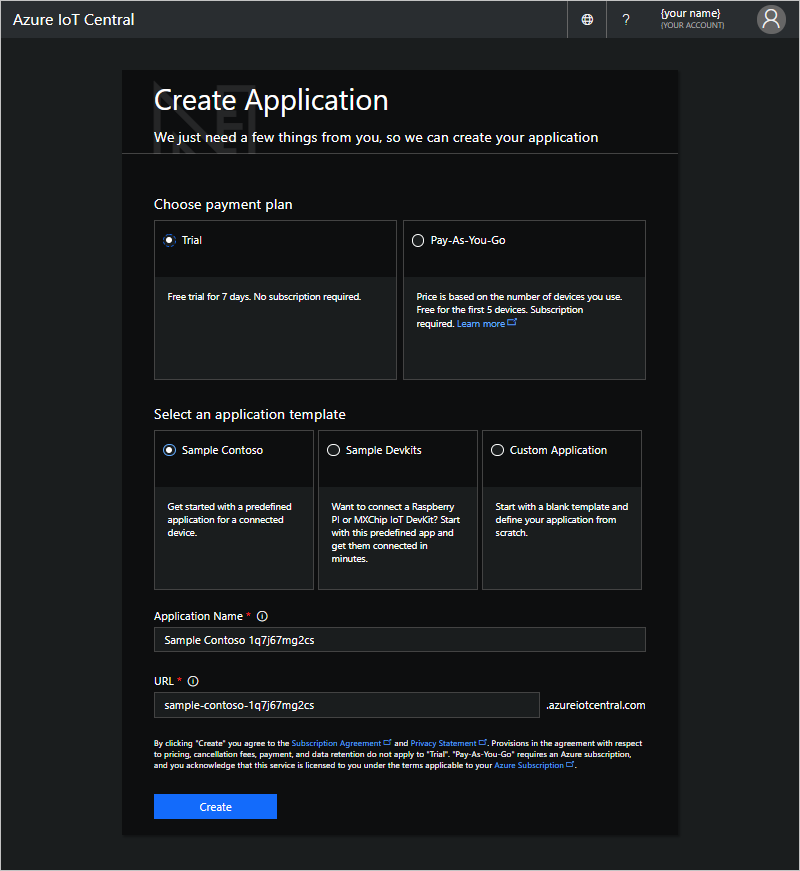 Azure IoT Central
?
{your name}
(YOUR ACCOUNT)
Create Application
We just need a few things from you, so we can create your application
Choose payment plan
Trial
Free trial for 7 days. No subscription required.
Pay-As-You-Go
Price is based on the number of devices you use.
Free for the first 5 devices. Subscription
required. Learn more
Select an application template
Sample Contoso
Get started with a predefined
application for a connected
device.
Sample Devkits
Want to connect a Raspberry
PI or MXChip IoT DevKit? Start
with this predefined app and
get them connected in
minutes.
Custom Application
Start with a blank template and
define your application from
scratch.
Application Name *
Sample Contoso 1q7j67mg2cs
URL *
sample-contoso-1q7j67mg2cs
.azureiotcentral.com
By clicking "Create" you agree to the Subscription Agreement and Privacy Statement. Provisions in the agreement with respect
to pricing, cancellation fees, payment, and data retention do not apply to "Trial". "Pay-As-You-Go" requires an Azure subscription,
and you acknowledge that this service is licensed to you under the terms applicable to your Azure Subscription.
Create